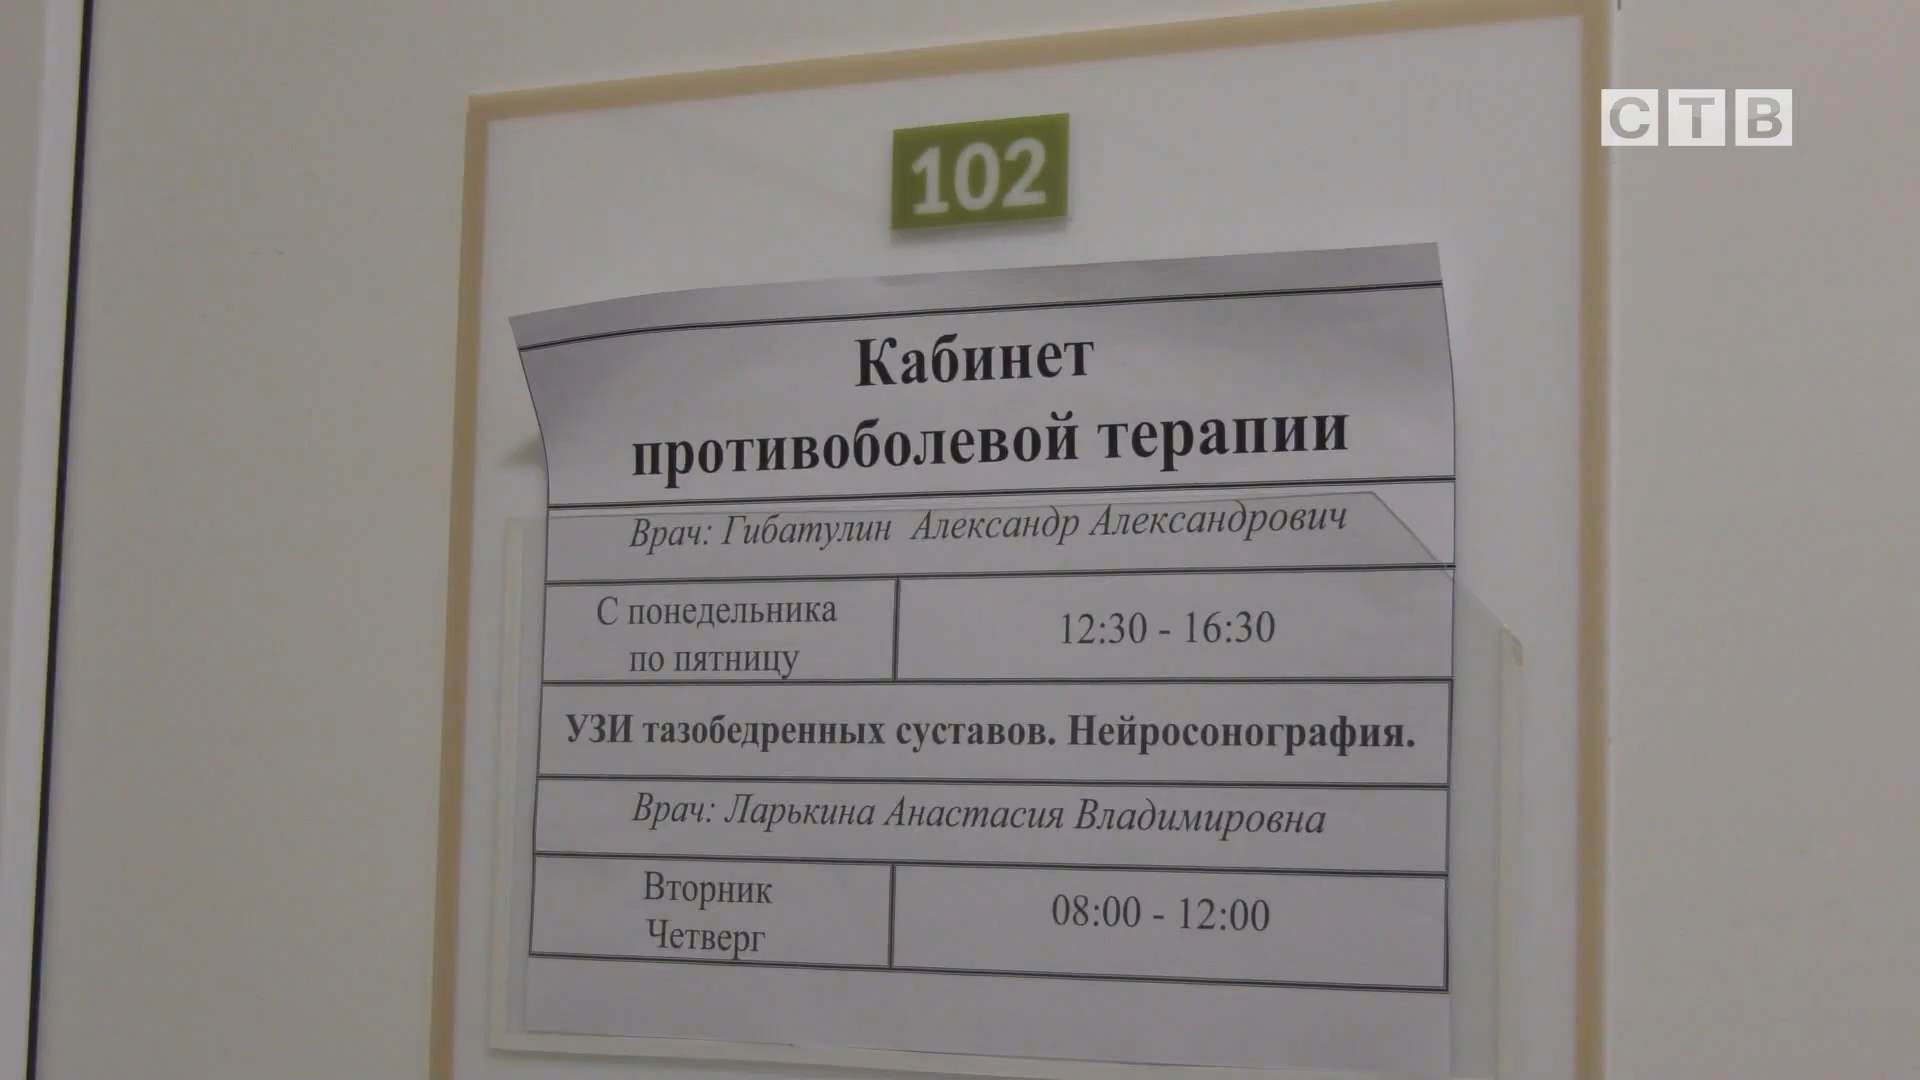 СТВ
102
Кабинет
противоболевой терапии
Врач: Гибатулин Александр Александрович
С понедельника
по пятницу
12:30 - 16:30
УЗИ тазобедренных суставов. Нейросонография.
Врач: Ларькина Анастасия Владимировна
Вторник
Четверг
08:00 - 12:00